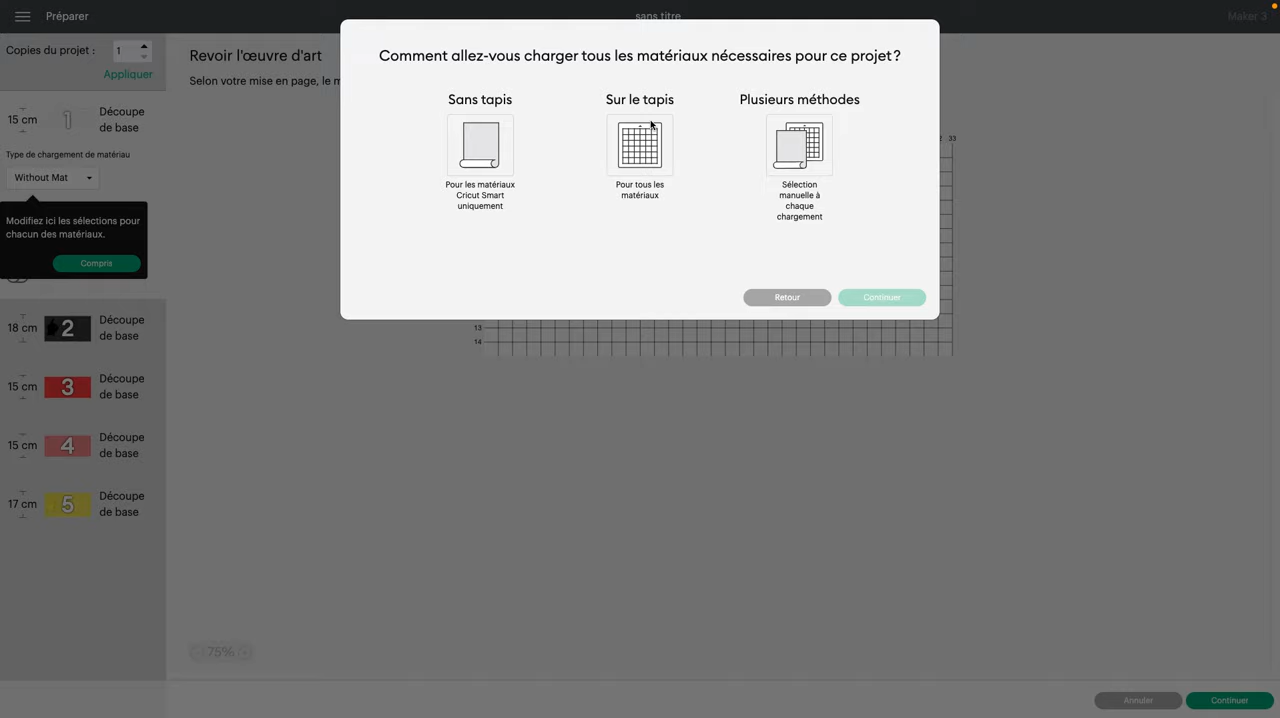 Préparer
sans titre
Maker 3
Copies du projet :
1
Appliquer
Revoir l'œuvre d'art
Selon votre mise en page, le m
15 cm
1
Découpe
de base
Type de chargement de matériau
Without Mat
Modifiez ici les sélections pour
chacun des matériaux.
Compris
18 cm
2
Découpe
de base
15 cm
3
Découpe
de base
15 cm
4
Découpe
de base
17 cm
5
Découpe
de base
Comment allez-vous charger tous les matériaux nécessaires pour ce projet ?
Sans tapis
Pour les matériaux
Cricut Smart
uniquement
Sur le tapis
Pour tous les
matériaux
Plusieurs méthodes
Sélection
manuelle à
chaque
chargement
Retour
Continuer
2 33
13
14
75%
Annuler
Continuer